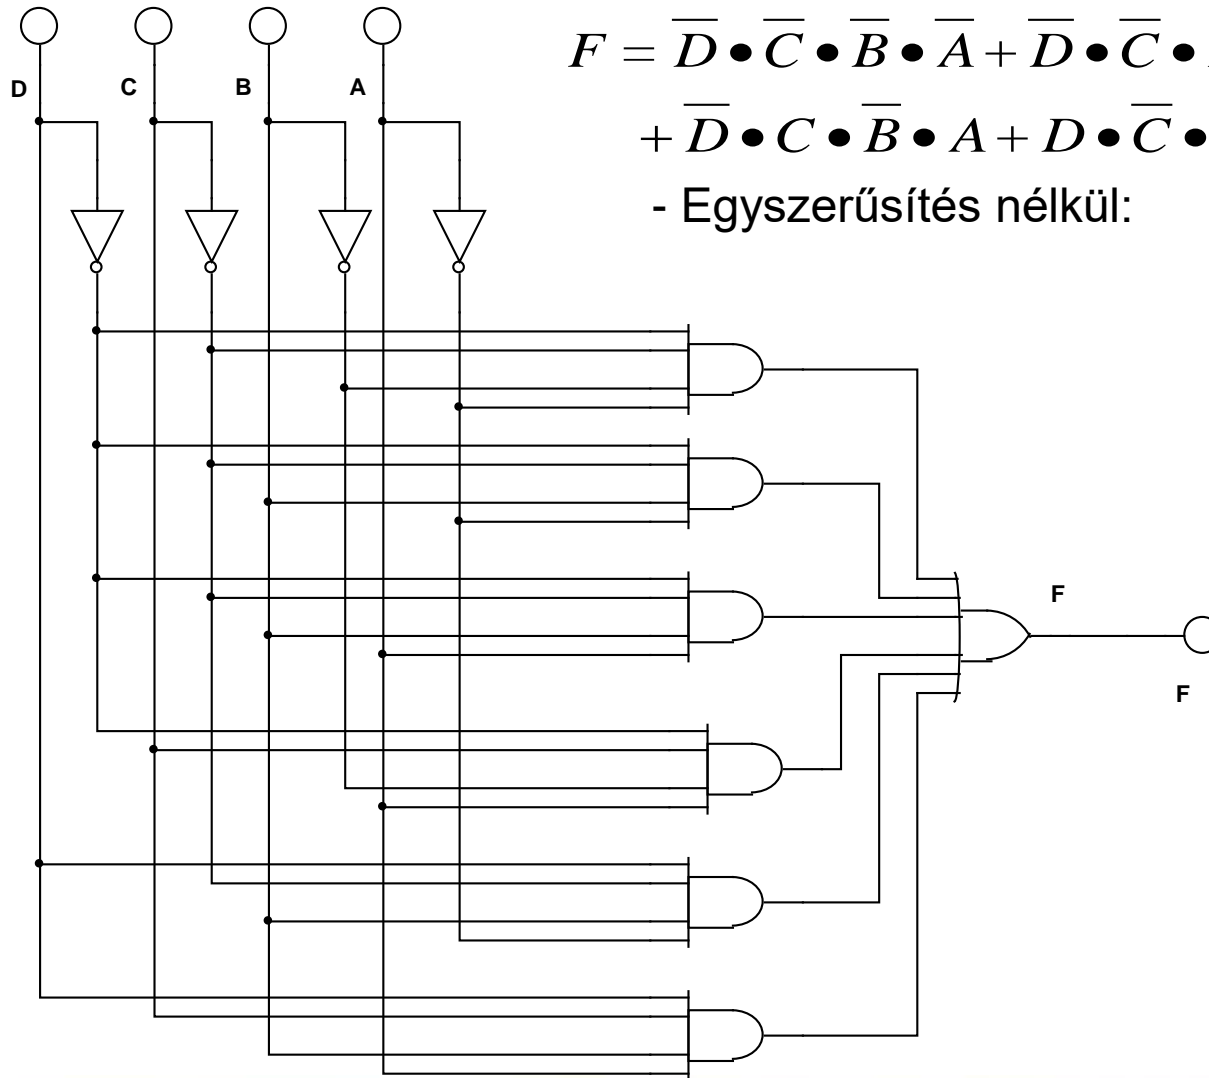 D
C
B
A
F = D̅ • C̅ • B̅ • A̅ + D̅ • C̅ •
+ D̅ • C • B̅ • A + D • C̅ •
- Egyszerűsítés nélkül:
F
F